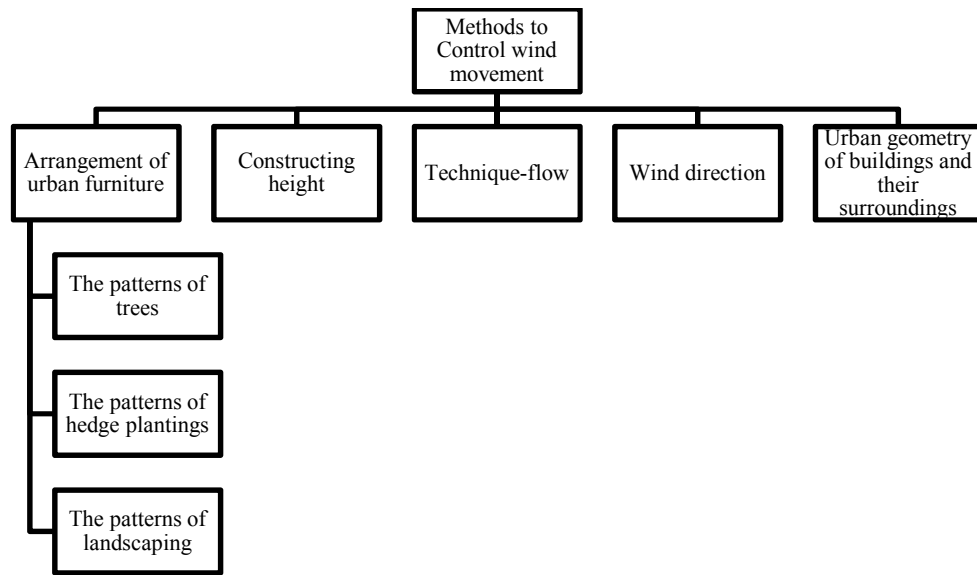 Methods to
Control wind
movement
Arrangement of
urban furniture
Constructing
height
Technique-flow
Wind direction
Urban geometry
of buildings and
their
surroundings
The patterns of
trees
The patterns of
hedge plantings
The patterns of
landscaping